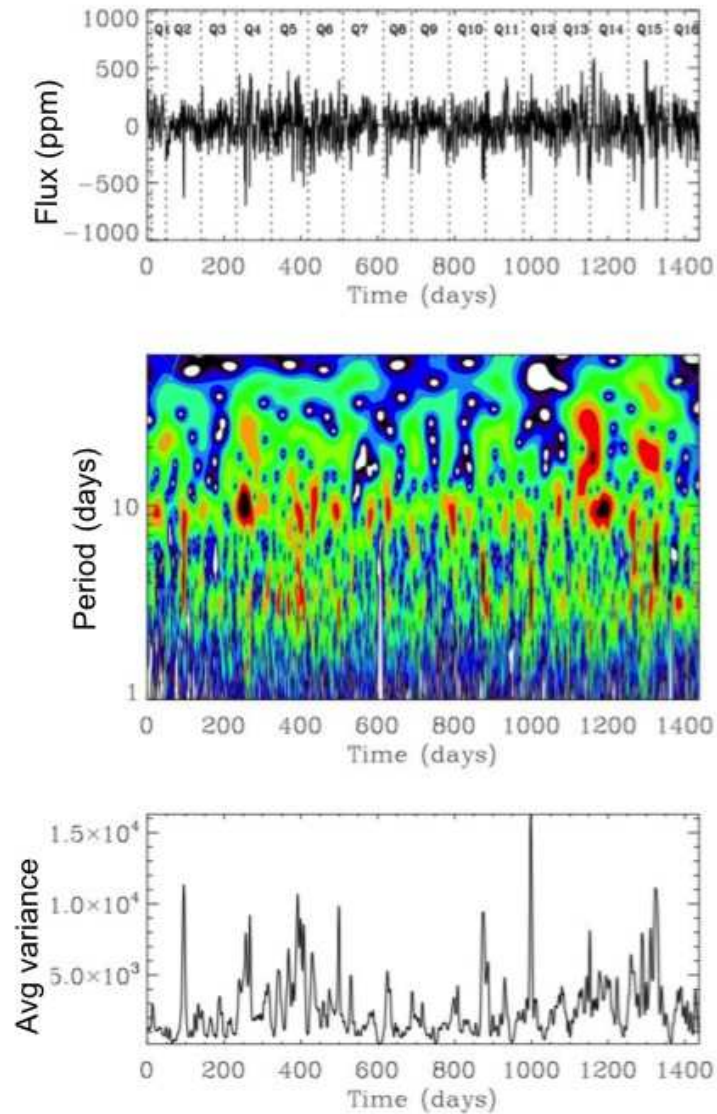 1000
500
0
−500
−1000
Flux (ppm)
Q1 Q2 Q3 Q4 Q5 Q6 Q7 Q8 Q9 Q10 Q11 Q12 Q13 Q14 Q15 Q16
0 200 400 600 800 1000 1200 1400
Time (days)
10
1
Period (days)
0 200 400 600 800 1000 1200 1400
Time (days)
1.5×10⁴
1.0×10⁴
5.0×10³
Avg variance
0 200 400 600 800 1000 1200 1400
Time (days)